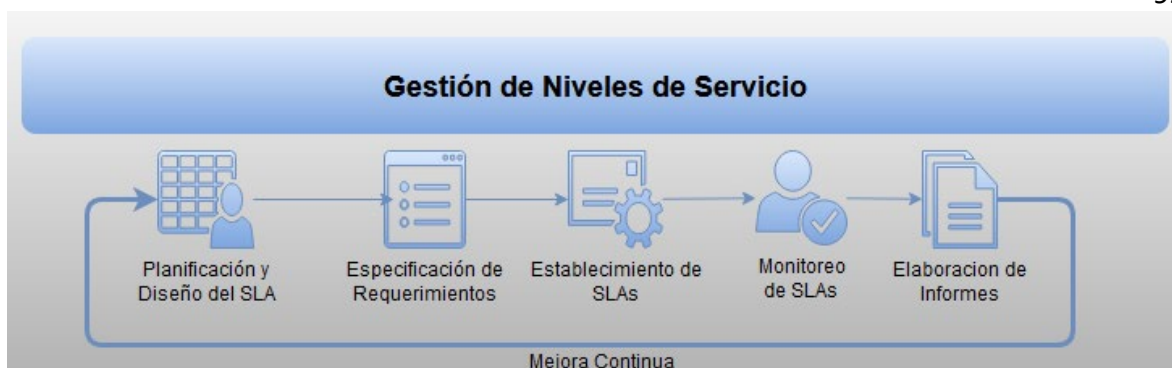 Gestión de Niveles de Servicio
Planificación y
Diseño del SLA
Especificación de
Requerimientos
Establecimiento de
SLAs
Monitoreo
de SLAs
Elaboracion de
Informes
Mejora Continua